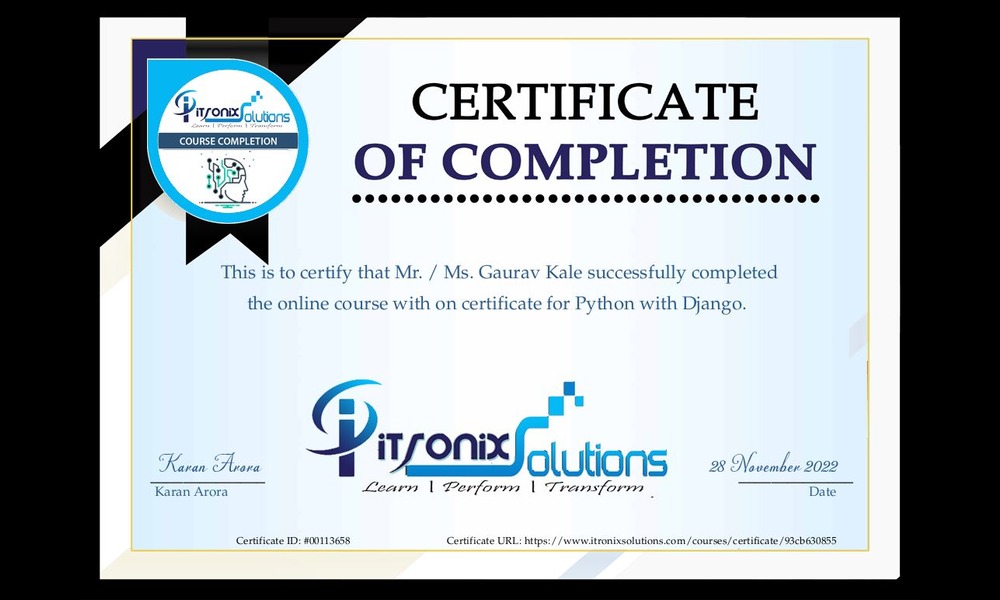 iTronix Solutions
Learn | Perform | Transform
COURSE COMPLETION
CERTIFICATE
OF COMPLETION
This is to certify that Mr. / Ms. Gaurav Kale successfully completed
the online course with on certificate for Python with Django.
iTronix Solutions
Learn | Perform | Transform
Karan Arora
Karan Arora
28 November 2022
Date
Certificate ID: #00113658
Certificate URL: https://www.itronixsolutions.com/courses/certificate/93cb630855